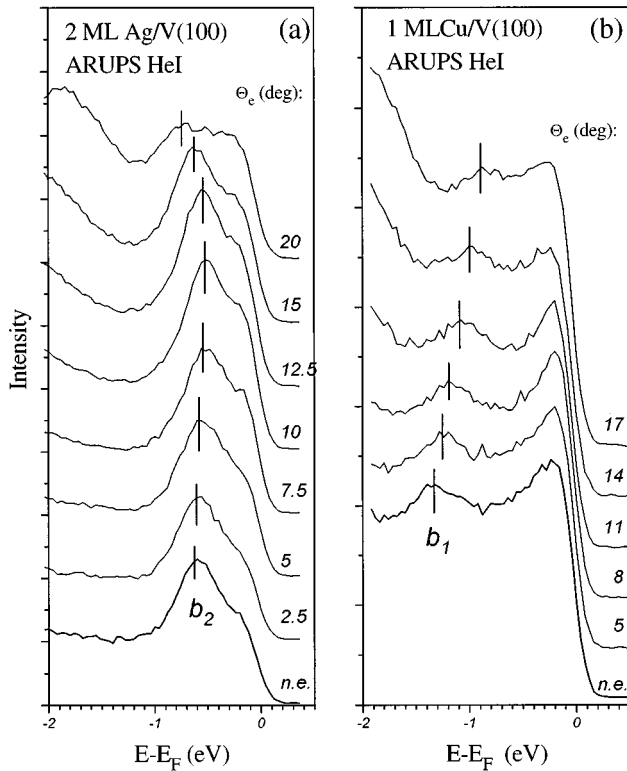 2 ML Ag/V(100) (a)
ARUPS HeI
Θe (deg):
20
15
12.5
10
7.5
5
2.5
n.e.
b2
-2 -1 0
E-EF (eV)
Intensity
1 MLCu/V(100) (b)
ARUPS HeI
Θe (deg):
17
14
11
8
5
n.e.
b1
-2 -1 0
E-EF (eV)